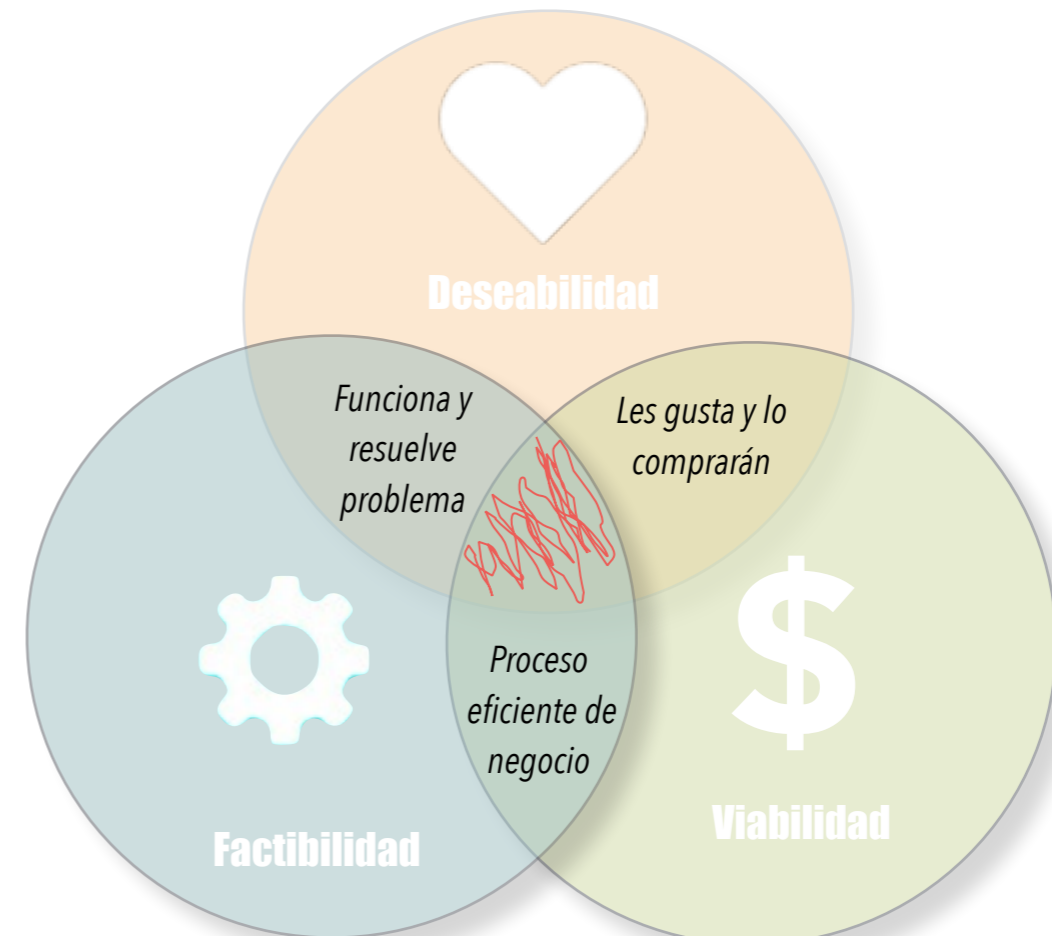 Deseabilidad
Funciona y
resuelve
problema
Les gusta y lo
comprarán
$
Proceso
eficiente de
negocio
Factibilidad
Viabilidad